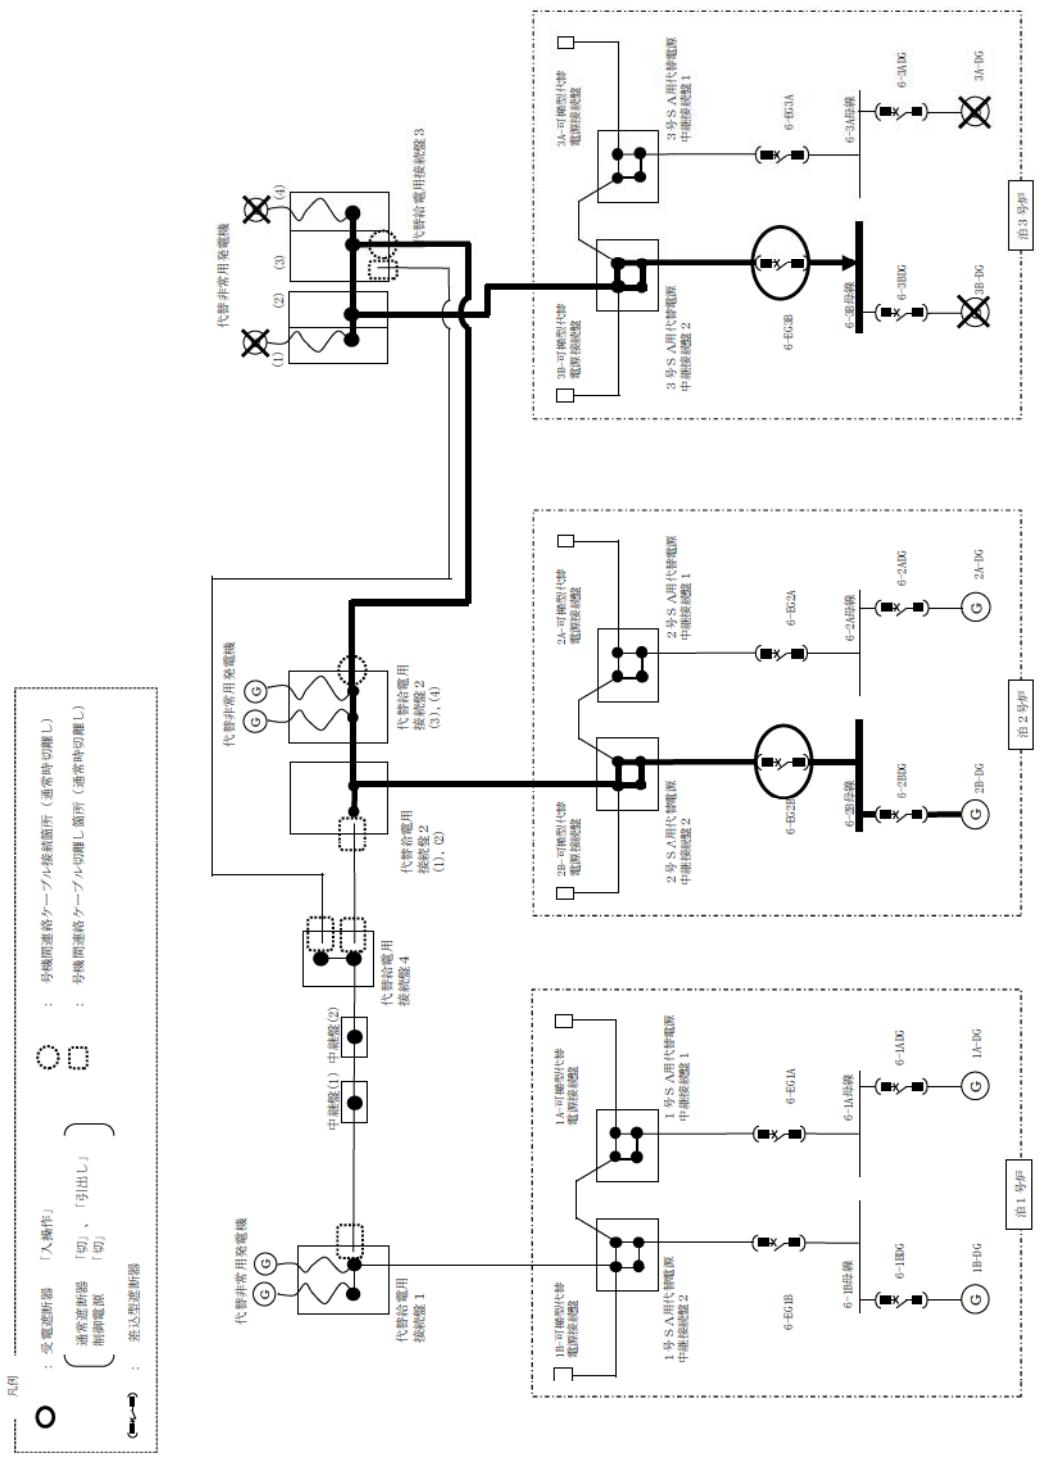 凡例
：　受電遮断器　「入操作」
通常遮断器　「切」、「引出し」
制御電源　　「切」
：　差込型遮断器
：　号機間連絡ケーブル接続箇所（通常時切離し）
：　号機間連絡ケーブル切離し箇所（通常時切離し）
代替非常用発電機
G
G
代替給電用
接続盤１
中継盤(1)
中継盤(2)
代替給電用
接続盤４
代替給電用
接続盤２
(1), (2)
代替非常用発電機
G
G
代替給電用
接続盤２
(3), (4)
代替非常用発電機
(1)
(2)
(3)
(4)
代替給電用接続盤３
1B-可搬型代替
電源接続盤
1号ＳＡ用代替電源
中継接続盤２
1A-可搬型代替
電源接続盤
1号ＳＡ用代替電源
中継接続盤１
6-EG1B
6-EG1A
6-1B母線
6-1A母線
6-1BDG
6-1ADG
G
1B-DG
G
1A-DG
泊１号炉
2B-可搬型代替
電源接続盤
2号ＳＡ用代替電源
中継接続盤２
2A-可搬型代替
電源接続盤
2号ＳＡ用代替電源
中継接続盤１
6-EG2B
6-EG2A
6-2B母線
6-2A母線
6-2BDG
6-2ADG
G
2B-DG
G
2A-DG
泊２号炉
3B-可搬型代替
電源接続盤
3号ＳＡ用代替電源
中継接続盤２
3A-可搬型代替
電源接続盤
3号ＳＡ用代替電源
中継接続盤１
6-EG3B
6-EG3A
6-3B母線
6-3A母線
6-3BDG
6-3ADG
3B-DG
3A-DG
泊３号炉